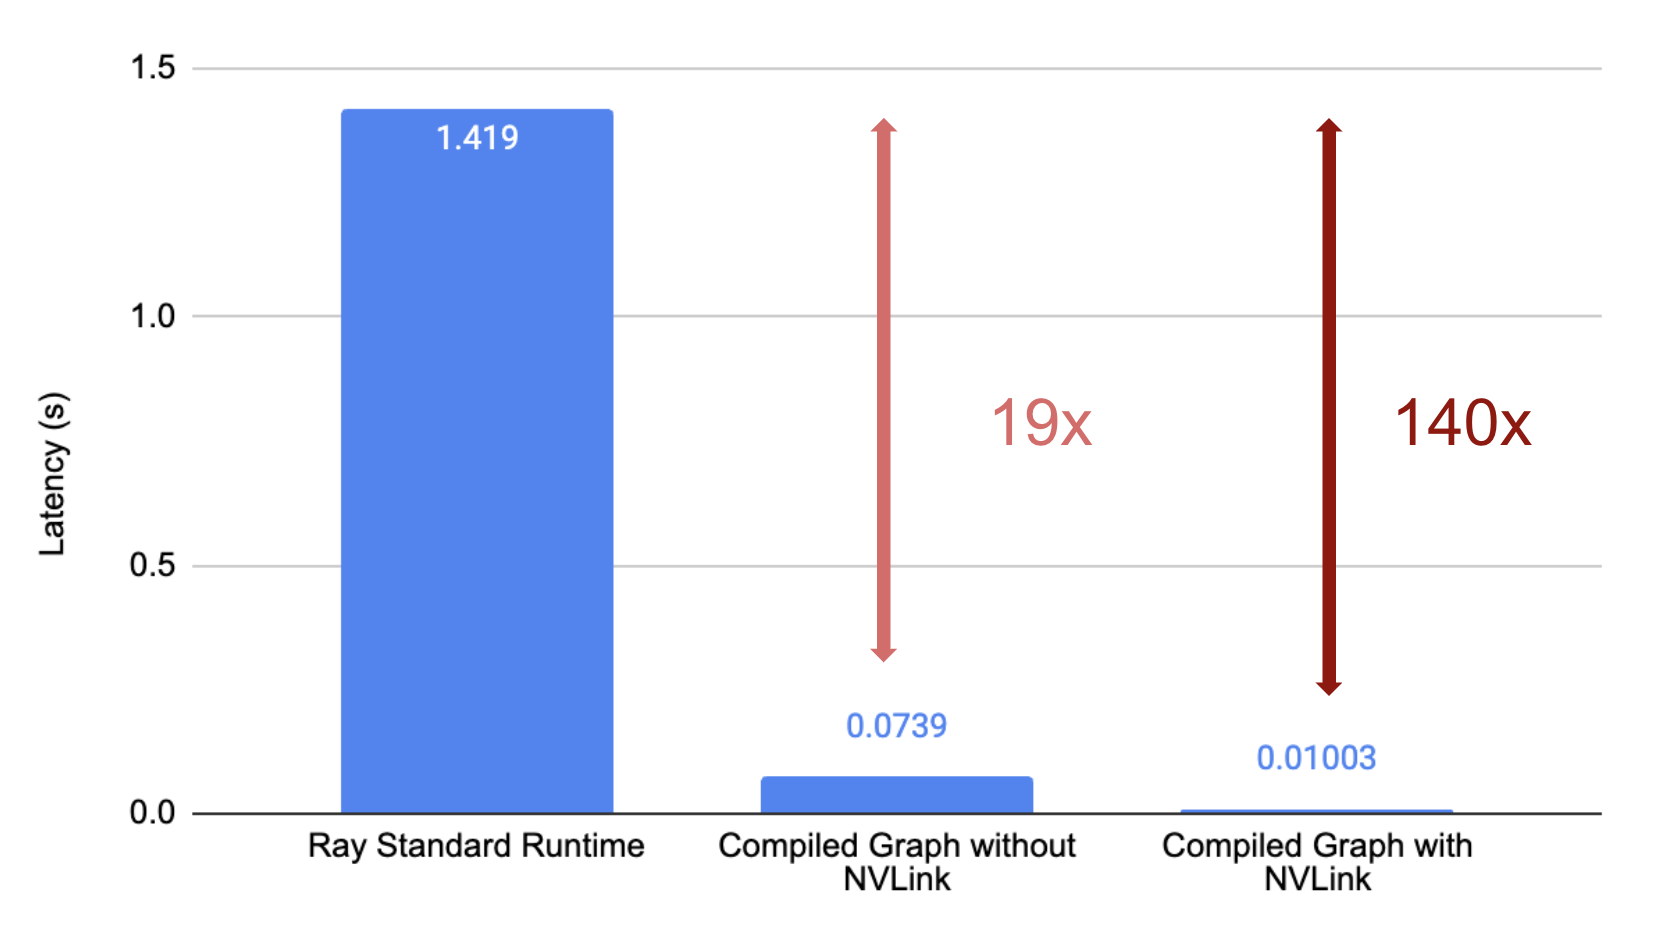 Latency (s)
1.5
1.0
0.5
0.0
1.419
19x
140x
0.0739
0.01003
Ray Standard Runtime
Compiled Graph without
NVLink
Compiled Graph with
NVLink